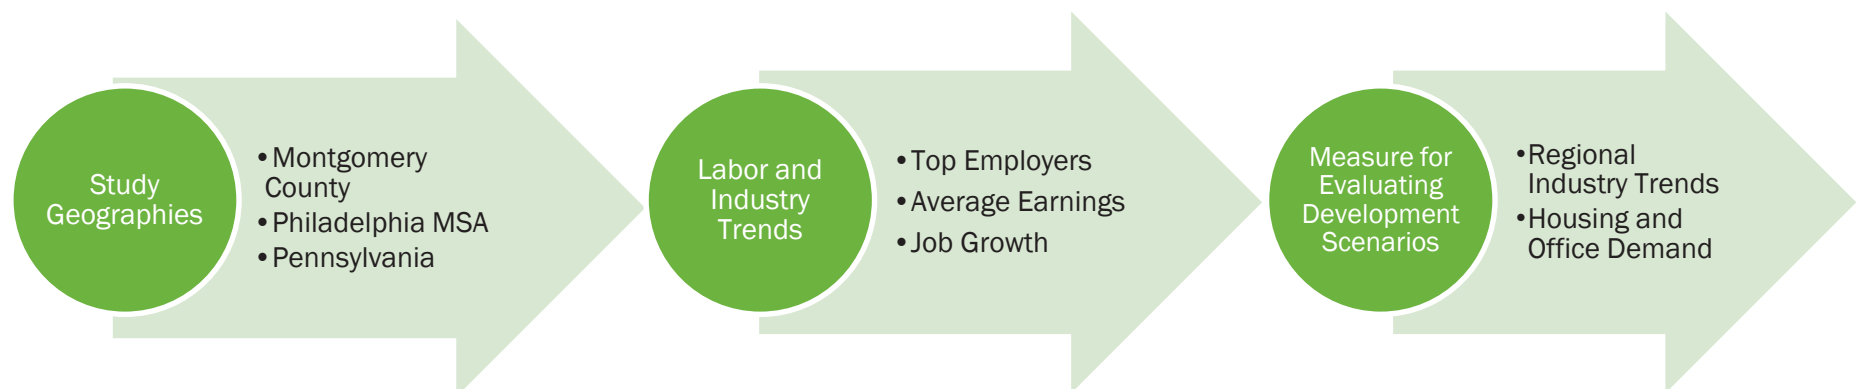 Study
Geographies
•Montgomery
County
•Philadelphia MSA
•Pennsylvania
Labor and
Industry
Trends
•Top Employers
•Average Earnings
•Job Growth
Measure for
Evaluating
Development
Scenarios
•Regional
Industry Trends
•Housing and
Office Demand